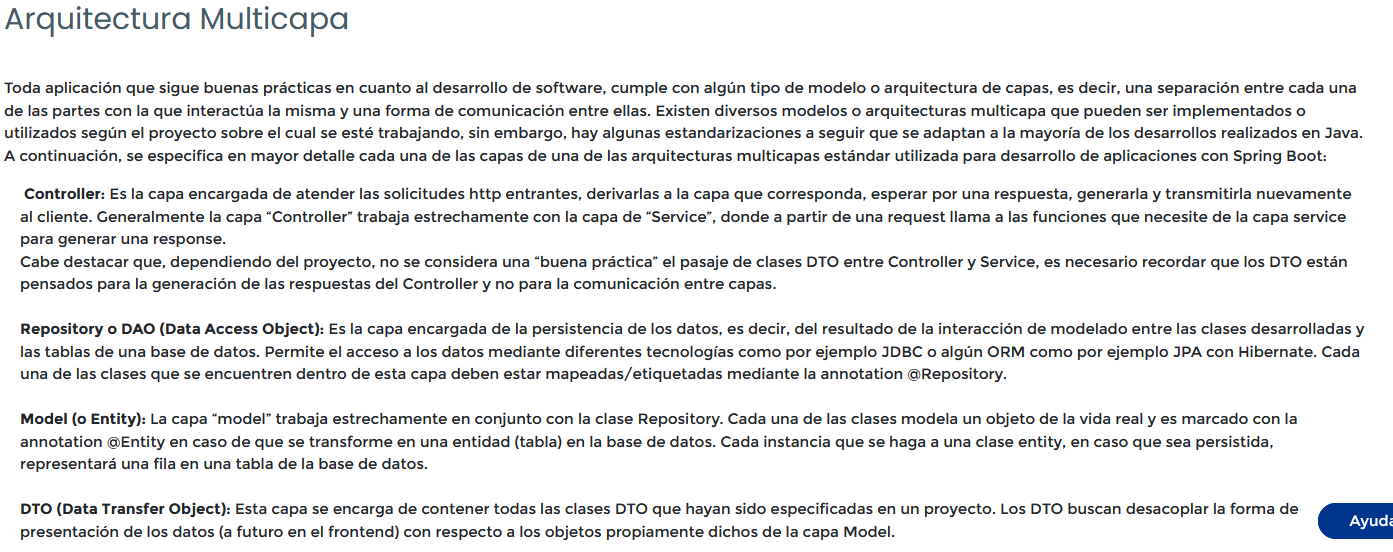 Arquitectura Multicapa
Toda aplicación que sigue buenas prácticas en cuanto al desarrollo de software, cumple con algún tipo de modelo o arquitectura de capas, es decir, una separación entre cada una
de las partes con la que interactúa la misma y una forma de comunicación entre ellas. Existen diversos modelos o arquitecturas multicapa que pueden ser implementados o
utilizados según el proyecto sobre el cual se esté trabajando, sin embargo, hay algunas estandarizaciones a seguir que se adaptan a la mayoría de los desarrollos realizados en Java.
A continuación, se especifica en mayor detalle cada una de las capas de una de las arquitecturas multicapas estándar utilizada para desarrollo de aplicaciones con Spring Boot:
Controller: Es la capa encargada de atender las solicitudes http entrantes, derivarlas a la capa que corresponda, esperar por una respuesta, generarla y transmitirla nuevamente
al cliente. Generalmente la capa “Controller” trabaja estrechamente con la capa de “Service”, donde a partir de una request llama a las funciones que necesite de la capa service
para generar una response.
Cabe destacar que, dependiendo del proyecto, no se considera una “buena práctica” el pasaje de clases DTO entre Controller y Service, es necesario recordar que los DTO están
pensados para la generación de las respuestas del Controller y no para la comunicación entre capas.
Repository o DAO (Data Access Object): Es la capa encargada de la persistencia de los datos, es decir, del resultado de la interacción de modelado entre las clases desarrolladas y
las tablas de una base de datos. Permite el acceso a los datos mediante diferentes tecnologías como por ejemplo JDBC o algún ORM como por ejemplo JPA con Hibernate. Cada
una de las clases que se encuentren dentro de esta capa deben estar mapeadas/etiquetadas mediante la annotation @Repository.
Model (o Entity): La capa “model” trabaja estrechamente en conjunto con la clase Repository. Cada una de las clases modela un objeto de la vida real y es marcado con la
annotation @Entity en caso de que se transforme en una entidad (tabla) en la base de datos. Cada instancia que se haga a una clase entity, en caso que sea persistida,
representará una fila en una tabla de la base de datos.
DTO (Data Transfer Object): Esta capa se encarga de contener todas las clases DTO que hayan sido especificadas en un proyecto. Los DTO buscan desacoplar la forma de
presentación de los datos (a futuro en el frontend) con respecto a los objetos propiamente dichos de la capa Model.
Ayuda